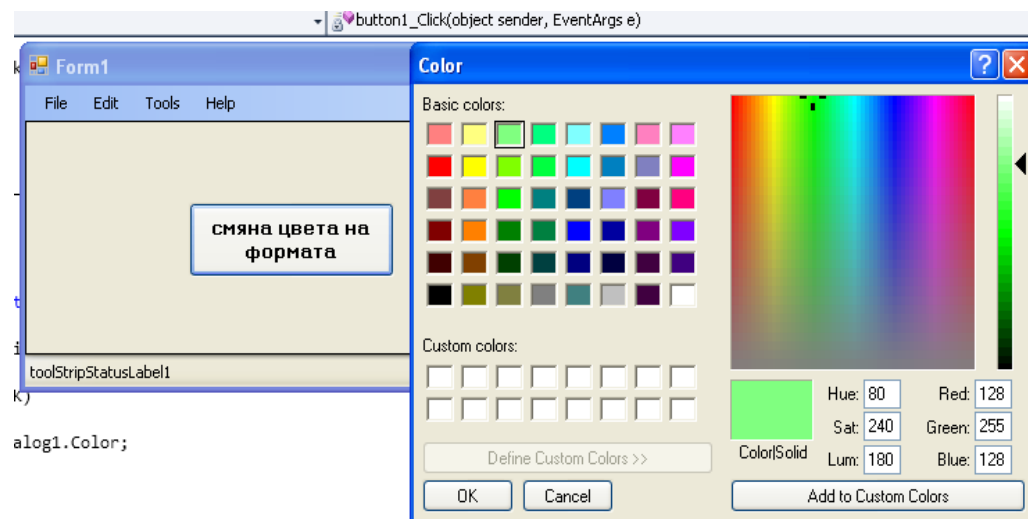 button1_Click(object sender, EventArgs e)
k
Form1
File Edit Tools Help
смяна цвета на
формата
t
i
toolStripStatusLabel1
K)
alog1.Color;
Color
?
Basic colors:
Custom colors:
Define Custom Colors >>
OK Cancel
Color|Solid
Hue: 80 Red: 128
Sat: 240 Green: 255
Lum: 180 Blue: 128
Add to Custom Colors